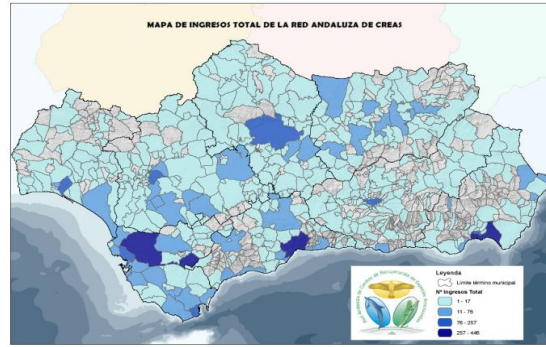 MAPA DE INGRESOS TOTAL DE LA RED ANDALUZA DE CREAS
Leyenda
Límite término municipal
Nº Ingresos Total
1 - 17
11 - 76
76 - 257
257 - 446